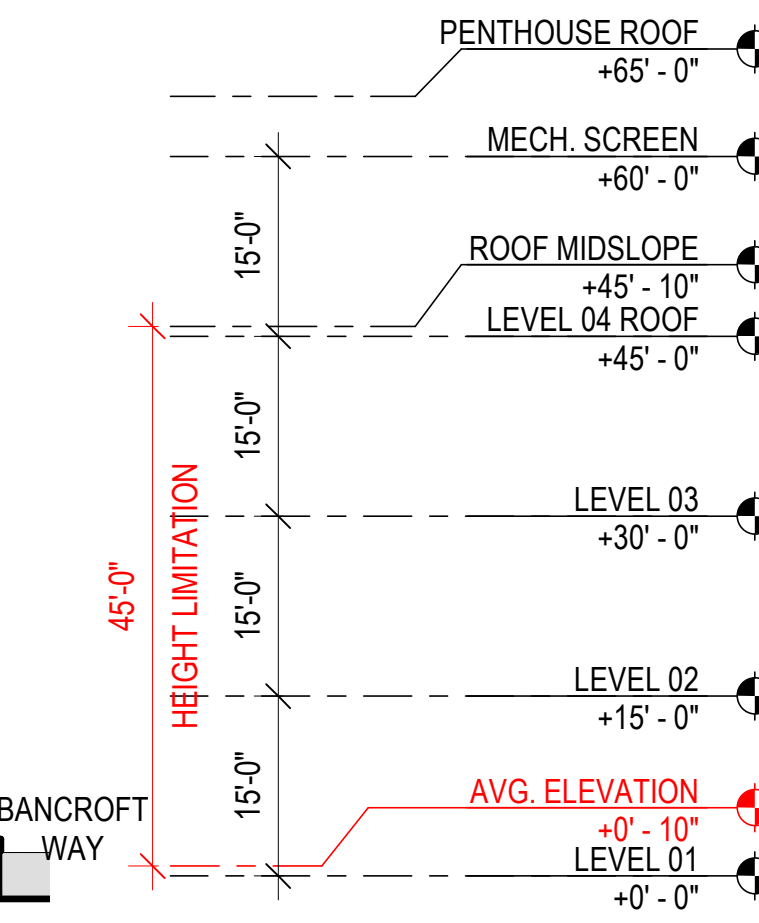 PENTHOUSE ROOF
+65' - 0"
MECH. SCREEN
+60' - 0"
15'-0"
ROOF MIDSLOPE
+45' - 10"
LEVEL 04 ROOF
+45' - 0"
15'-0"
LEVEL 03
+30' - 0"
45'-0"
HEIGHT LIMITATION
15'-0"
LEVEL 02
+15' - 0"
15'-0"
AVG. ELEVATION
+0' - 10"
BANCROFT
WAY
LEVEL 01
+0' - 0"